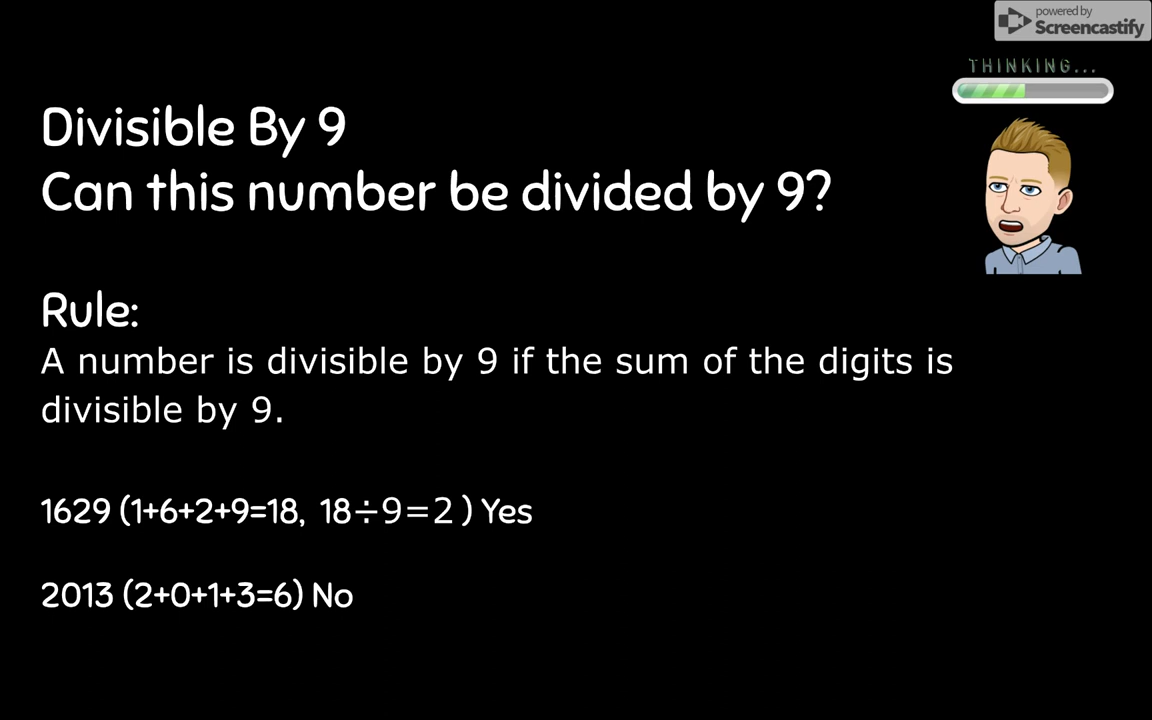 powered by
Screencastify
THINKING...
Divisible By 9
Can this number be divided by 9?
Rule:
A number is divisible by 9 if the sum of the digits is
divisible by 9.
1629 (1+6+2+9=18, 18÷9=2 ) Yes
2013 (2+0+1+3=6) No